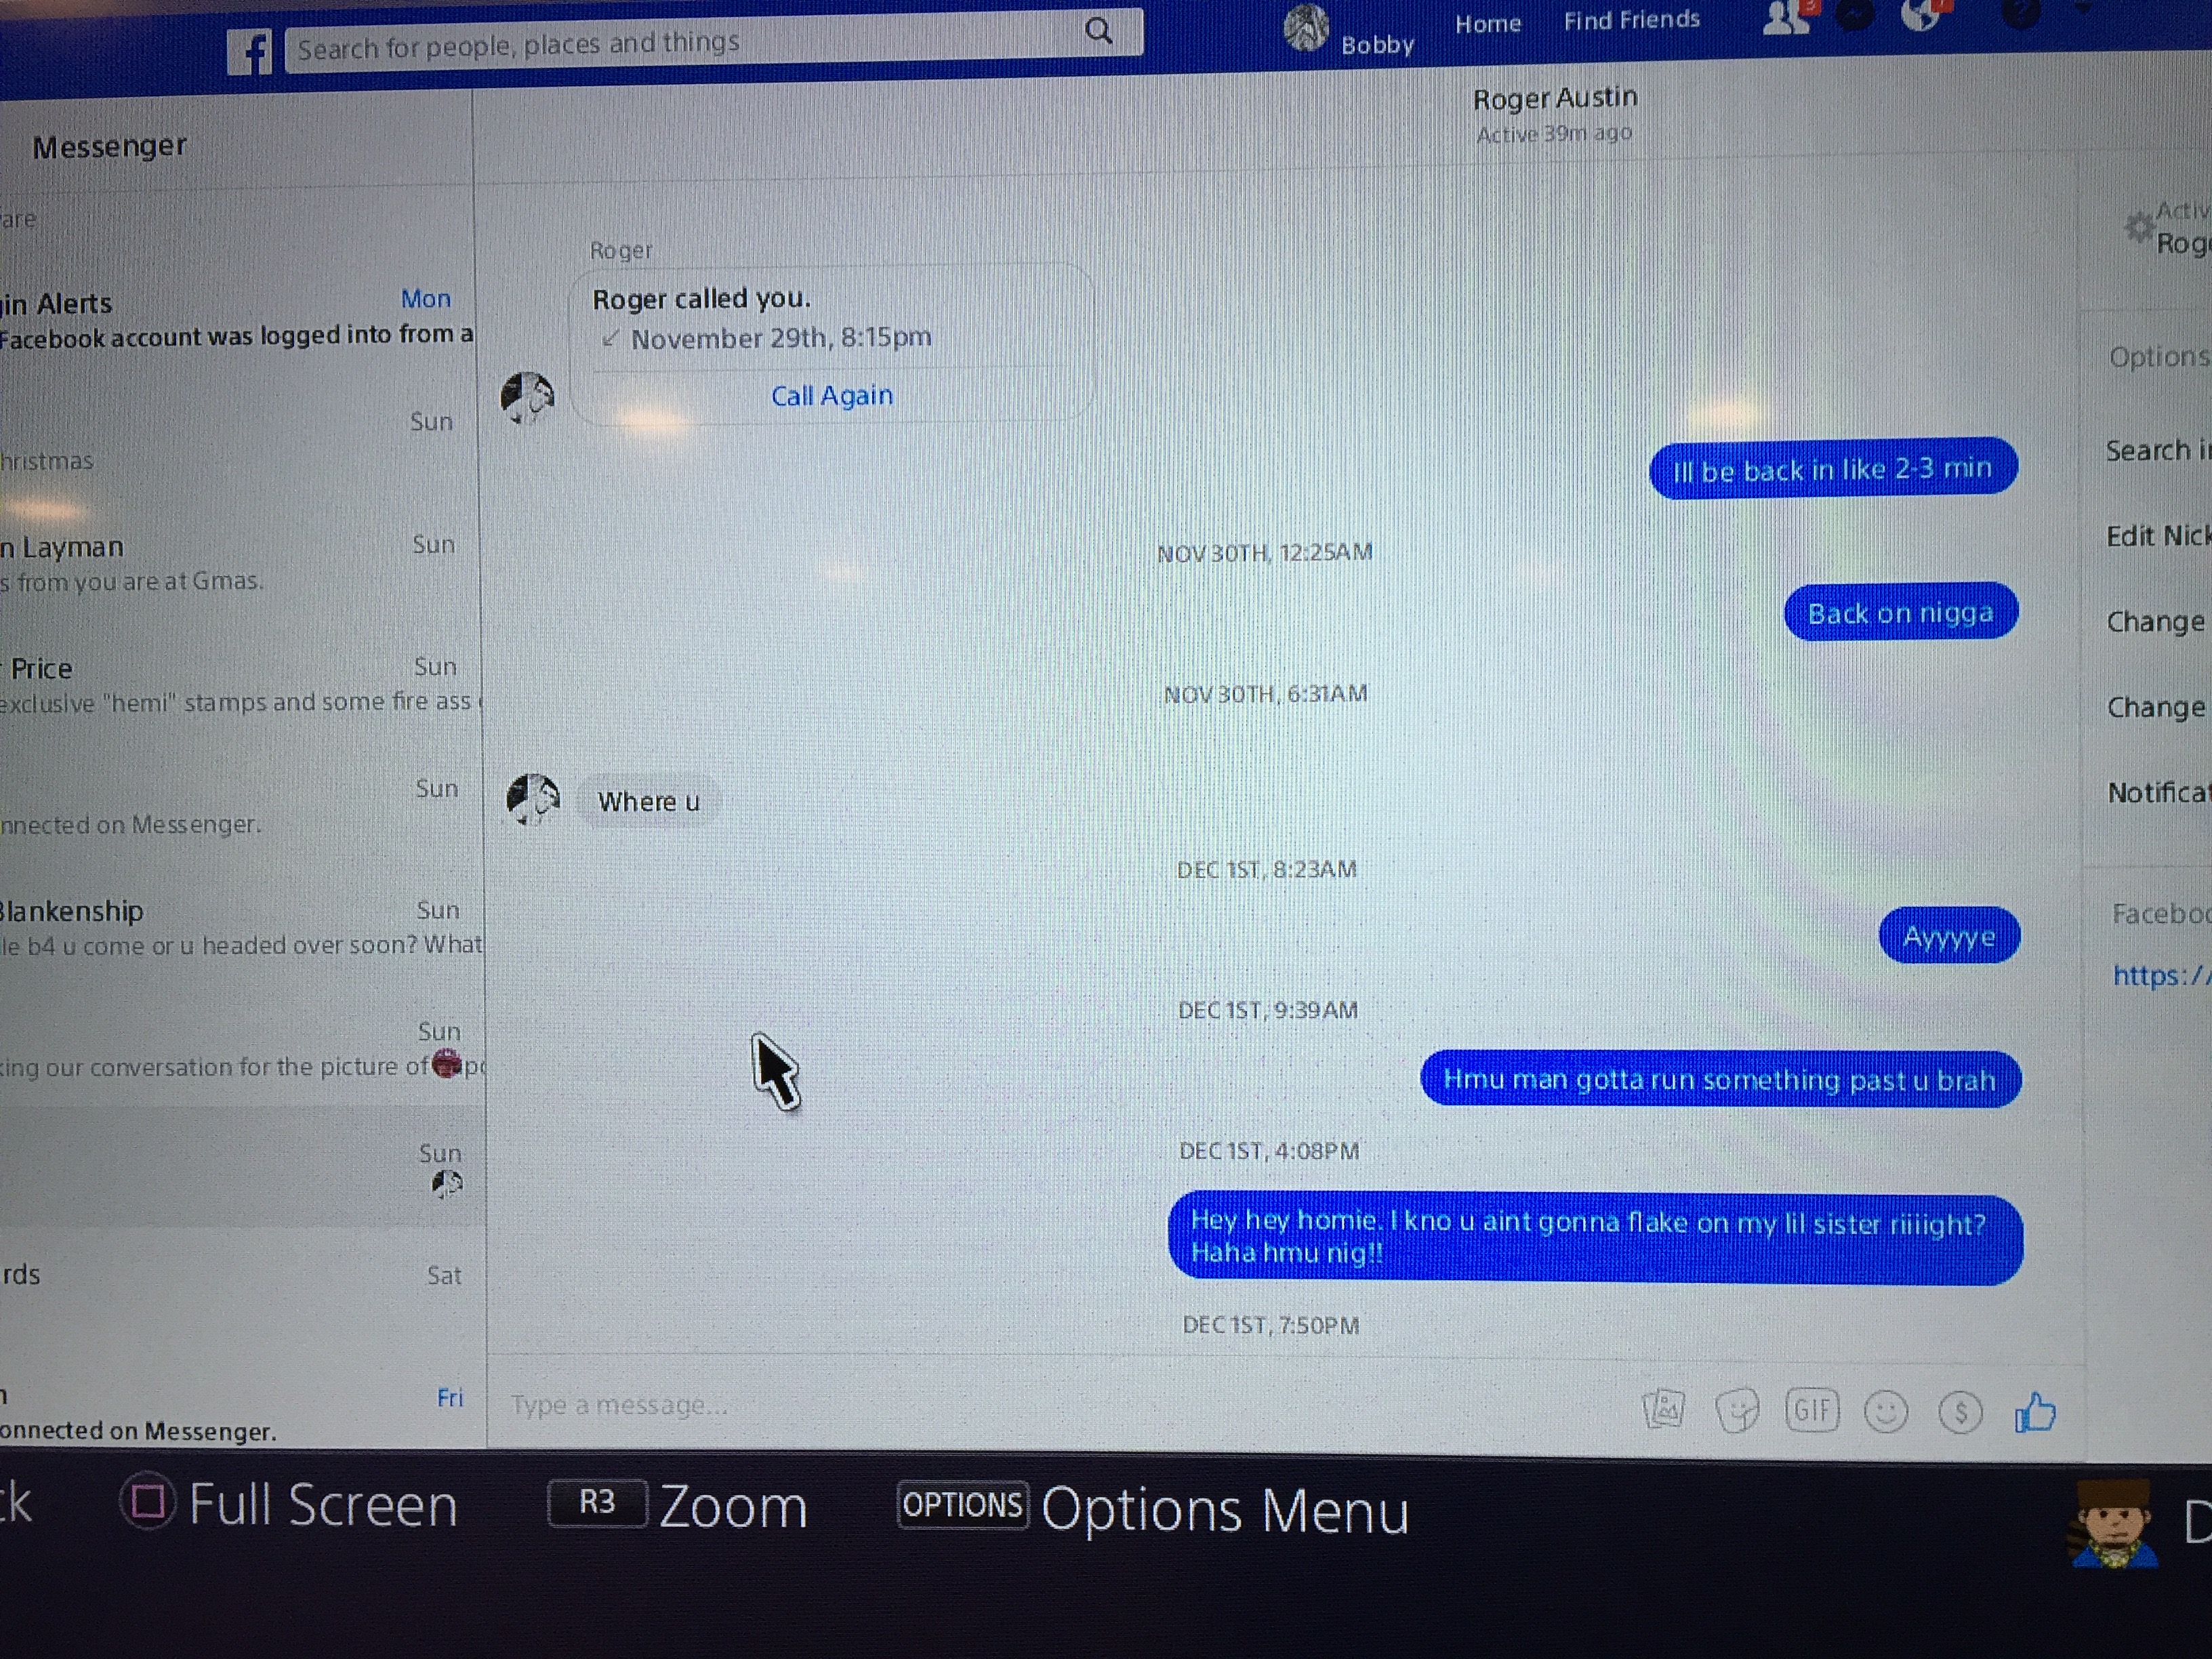 f
Search for people, places and things
Bobby
Home
Find Friends
3
Messenger
Roger Austin
Active 39m ago
are
gin Alerts
Mon
Facebook account was logged into from a
Sun
hristmas
n Layman
Sun
s from you are at Gmas.
Price
Sun
exclusive "hemi" stamps and some fire ass
Sun
nnected on Messenger.
Blankenship
Sun
le b4 u come or u headed over soon? What
Sun
king our conversation for the picture of
Sun
rds
Sat
Fri
onnected on Messenger.
Roger
Roger called you.
November 29th, 8:15pm
Call Again
Ill be back in like 2-3 min
NOV 30TH, 12:25AM
Back on nigga
NOV 30TH, 6:31AM
Where u
DEC 1ST, 8:23AM
Ayyyye
DEC 1ST, 9:39AM
Hmu man gotta run something past u brah
DEC 1ST, 4:08PM
Hey hey homie. I kno u aint gonna flake on my lil sister riiiight?
Haha hmu nig!!
DEC 1ST, 7:50PM
Type a message...
GIF
$
Activ
Roge
Options
Search in
Edit Nick
Change
Change
Notificat
Faceboo
https://
ck
Full Screen
R3
Zoom
OPTIONS
Options Menu
D